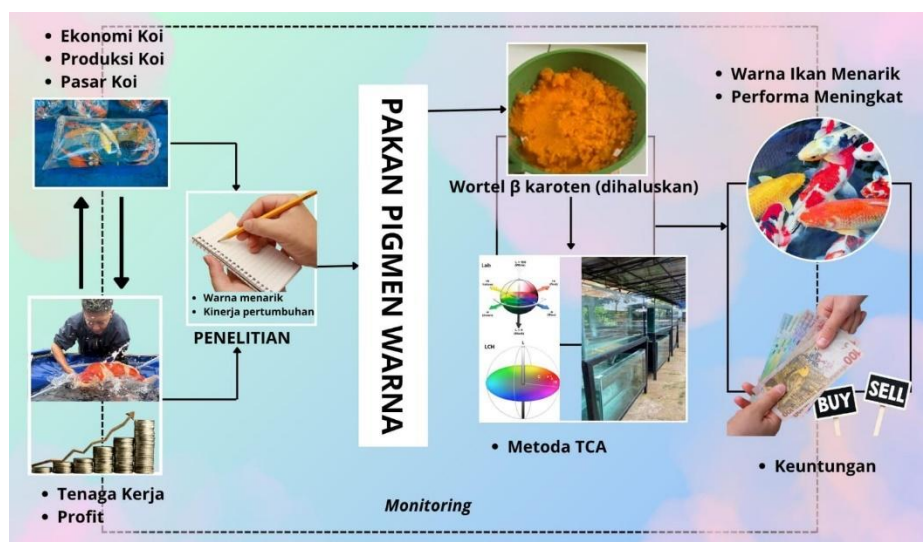 Ekonomi Koi
Produksi Koi
Pasar Koi
Warna menarik
Kinerja pertumbuhan
PENELITIAN
Tenaga Kerja
Profit
PAKAN PIGMEN WARNA
Wortel β karoten (dihaluskan)
Lab
LCH
Metoda TCA
Warna Ikan Menarik
Performa Meningkat
100
BUY
SELL
Keuntungan
Monitoring